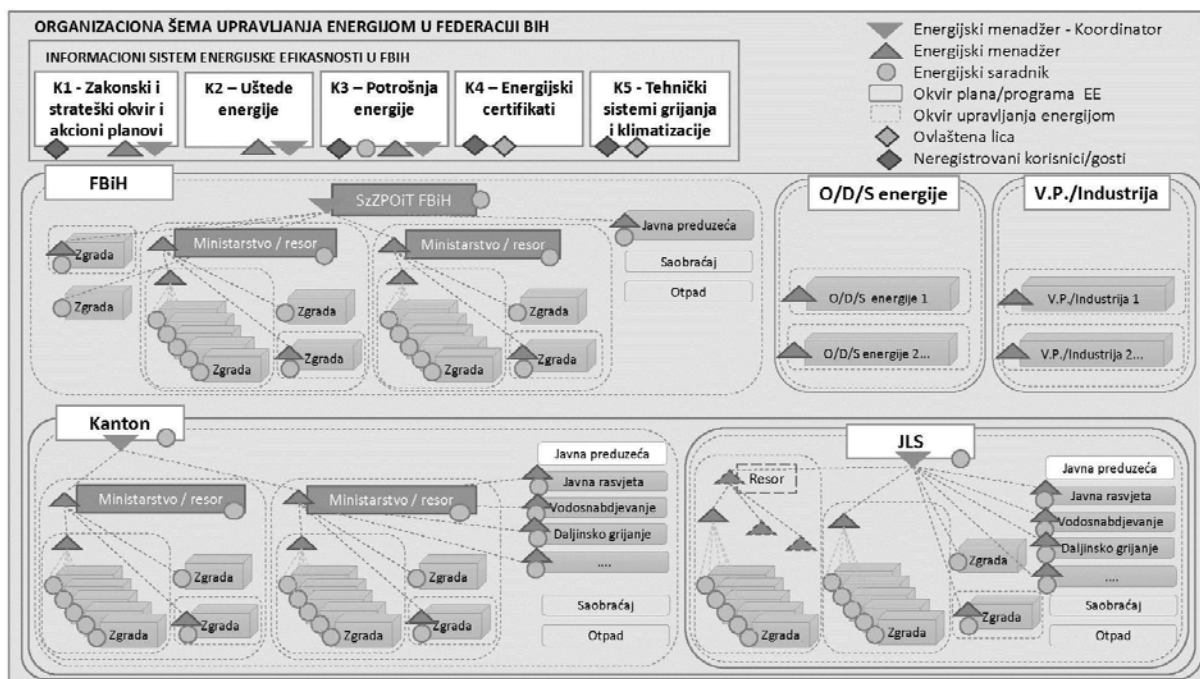 ORGANIZACIONA ŠEMA UPRAVLJANJA ENERGIJOM U FEDERACIJI BIH
INFORMACIONI SISTEM ENERGIJSKE EFIKASNOSTI U FBIH
K1 - Zakonski i
strateški okvir i
akcioni planovi
K2 – Uštede
energije
K3 – Potrošnja
energije
K4 – Energijski
certifikati
K5 - Tehnički
sistemi grijanja
i klimatizacije
Energijski menadžer - Koordinator
Energijski menadžer
Energijski saradnik
Okvir plana/programa EE
Okvir upravljanja energijom
Ovlaštena lica
Neregistrovani korisnici/gosti
FBiH
SzZPOiT FBiH
Ministarstvo / resor
Ministarstvo / resor
Zgrada
Zgrada
Zgrada
Zgrada
Zgrada
Zgrada
Zgrada
Zgrada
Javna preduzeća
Saobraćaj
Otpad
O/D/S energije
O/D/S energije 1
O/D/S energije 2...
V.P./Industrija
V.P./Industrija 1
V.P./Industrija 2...
Kanton
Ministarstvo / resor
Ministarstvo / resor
Zgrada
Zgrada
Zgrada
Zgrada
Zgrada
Zgrada
Javna preduzeća
Javna rasvjeta
Vodosnabdjevanje
Daljinsko grijanje
....
Saobraćaj
Otpad
JLS
Resor
Zgrada
Zgrada
Zgrada
Zgrada
Javna preduzeća
Javna rasvjeta
Vodosnabdjevanje
Daljinsko grijanje
....
Saobraćaj
Otpad